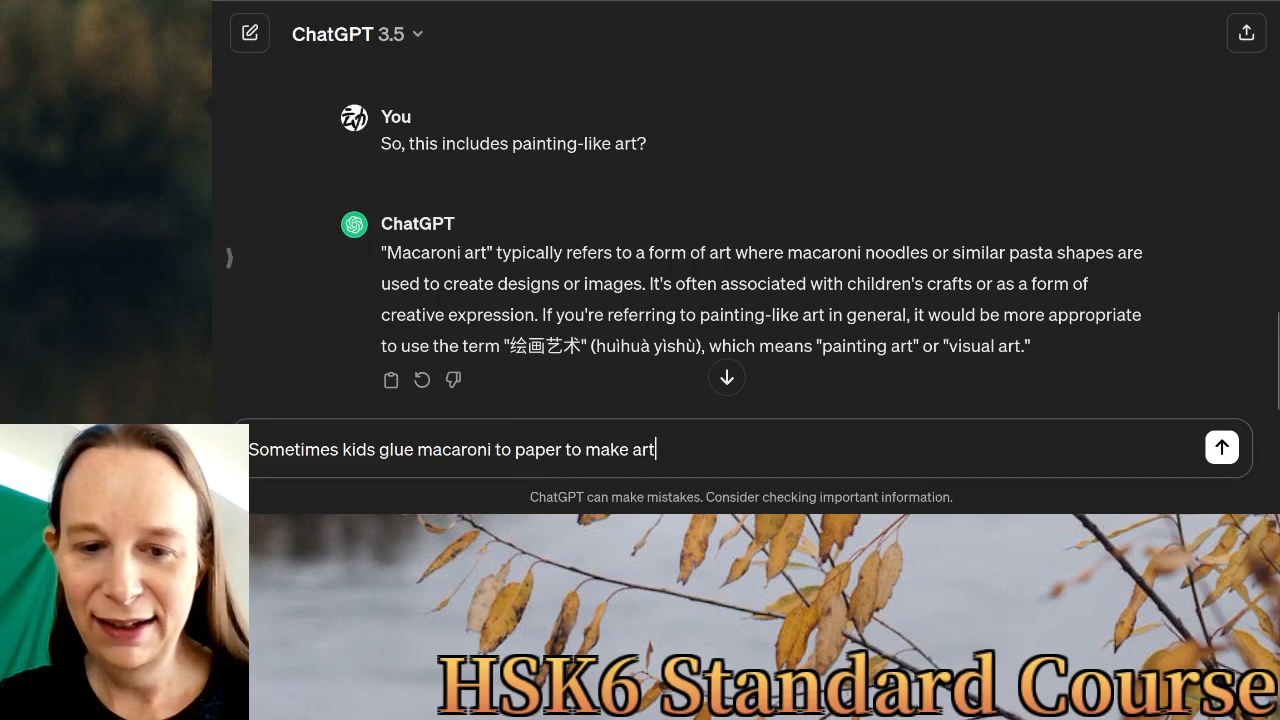 ChatGPT 3.5
You
So, this includes painting-like art?
ChatGPT
"Macaroni art" typically refers to a form of art where macaroni noodles or similar pasta shapes are
used to create designs or images. It's often associated with children's crafts or as a form of
creative expression. If you're referring to painting-like art in general, it would be more appropriate
to use the term "绘画艺术" (huìhuà yìshù), which means "painting art" or "visual art."
Sometimes kids glue macaroni to paper to make art
ChatGPT can make mistakes. Consider checking important information.
HSK6 Standard Course